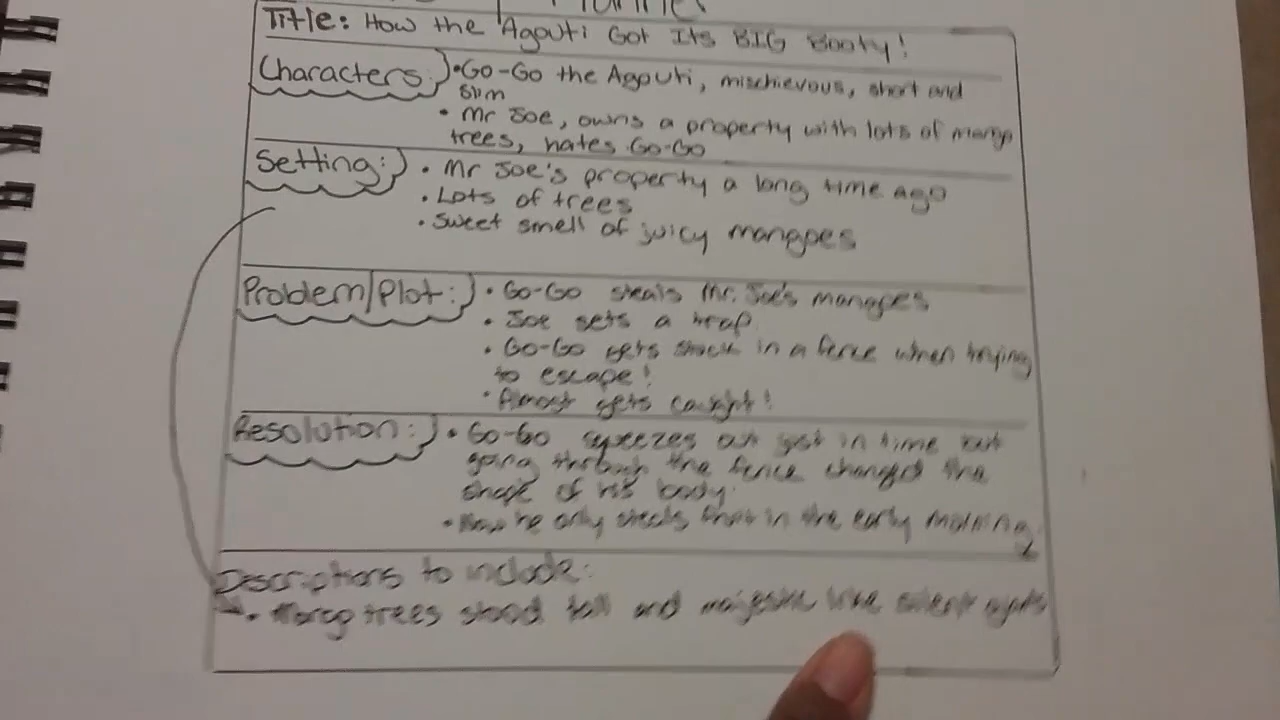 Planner
Title: How the Agouti Got Its BIG Booty!
Characters: • Go-Go the Agouti, mischievous, short and
slim
• Mr Joe, owns a property with lots of mango
trees, hates Go-Go
Setting: • Mr Joe's property a long time ago
• Lots of trees
• Sweet smell of juicy mangoes
Problem/Plot: • Go-Go steals Mr. Joe's mangoes
• Joe sets a trap
• Go-Go gets stuck in a fence when trying
to escape!
• Almost gets caught!
Resolution: • Go-Go squeezes out just in time but
going through the fence changed the
shape of his body.
• Now he only steals fruit in the early morning
Descriptions to include:
• Mango trees stood tall and majestic like silent